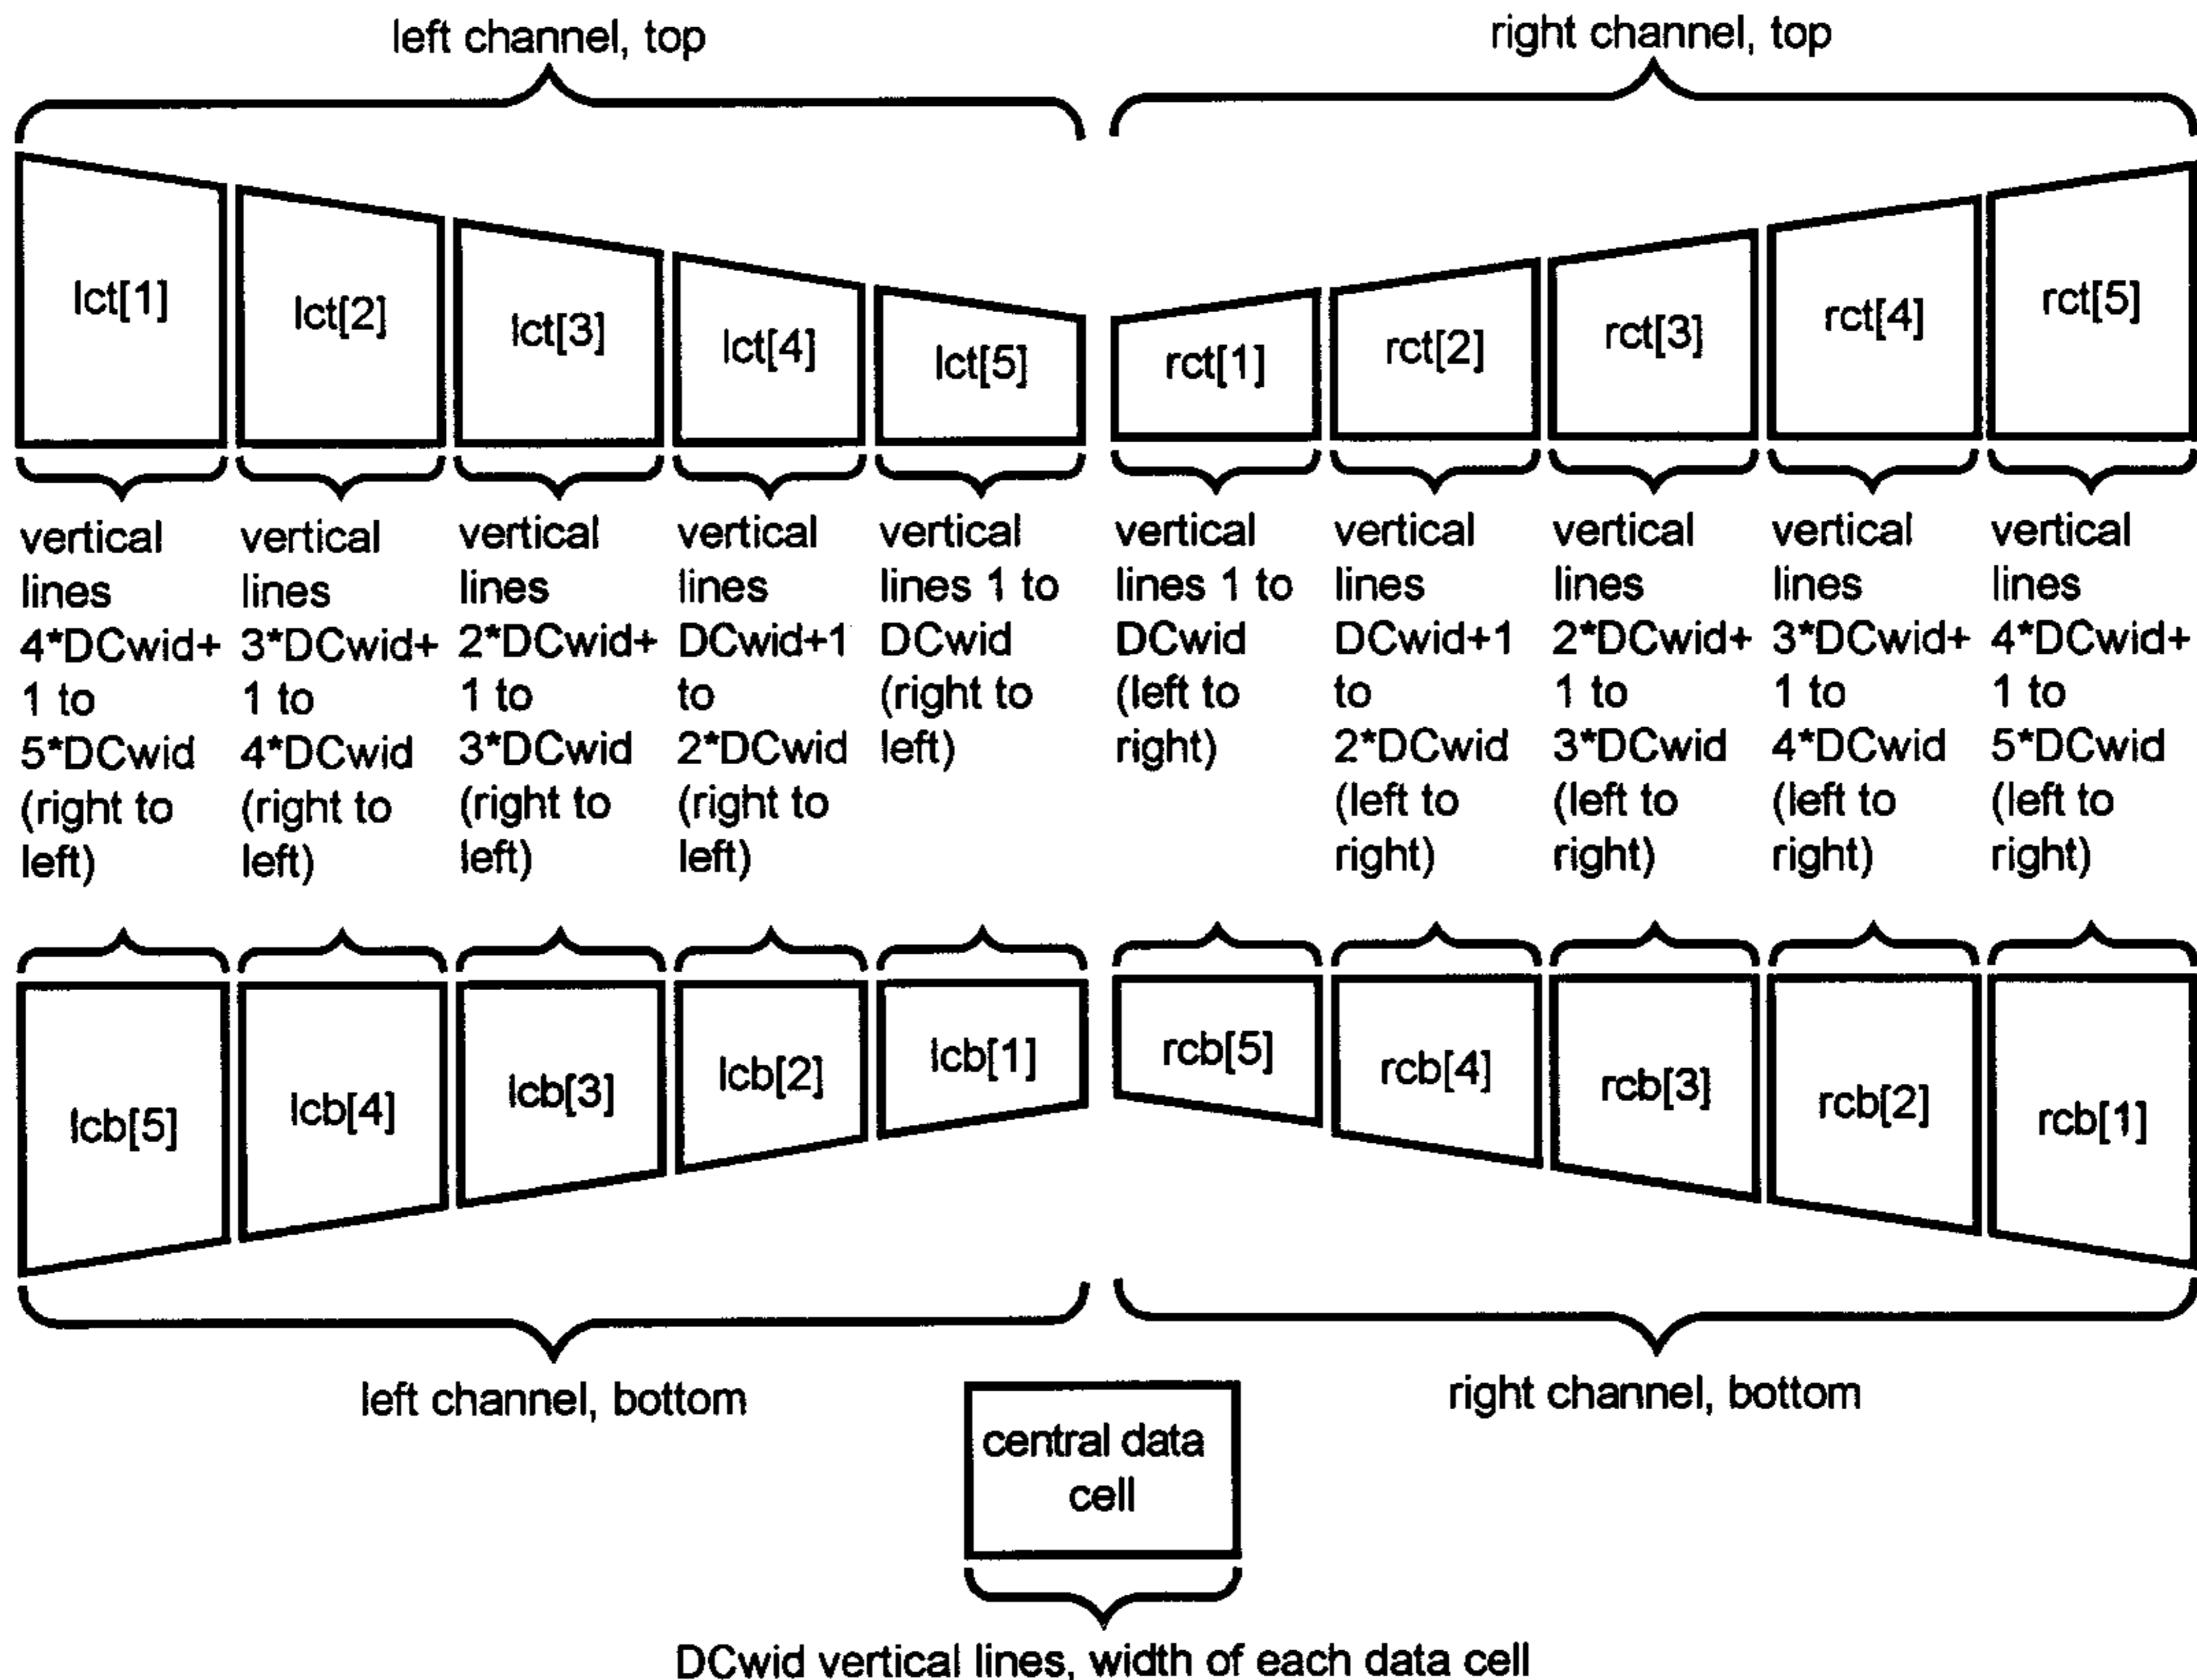 left channel, top
right channel, top
lct[1]
lct[2]
lct[3]
lct[4]
lct[5]
rct[1]
rct[2]
rct[3]
rct[4]
rct[5]
vertical
lines
4*DCwid+
1 to
5*DCwid
(right to
left)
vertical
lines
3*DCwid+
1 to
4*DCwid
(right to
left)
vertical
lines
2*DCwid+
1 to
3*DCwid
(right to
left)
vertical
lines
DCwid+1
to
2*DCwid
(right to
left)
vertical
lines 1 to
DCwid
(right to
left)
vertical
lines 1 to
DCwid
(left to
right)
vertical
lines
DCwid+1
to
2*DCwid
(left to
right)
vertical
lines
2*DCwid+
1 to
3*DCwid
(left to
right)
vertical
lines
3*DCwid+
1 to
4*DCwid
(left to
right)
vertical
lines
4*DCwid+
1 to
5*DCwid
(left to
right)
lcb[5]
lcb[4]
lcb[3]
lcb[2]
lcb[1]
rcb[5]
rcb[4]
rcb[3]
rcb[2]
rcb[1]
left channel, bottom
right channel, bottom
central data
cell
DCwid vertical lines, width of each data cell